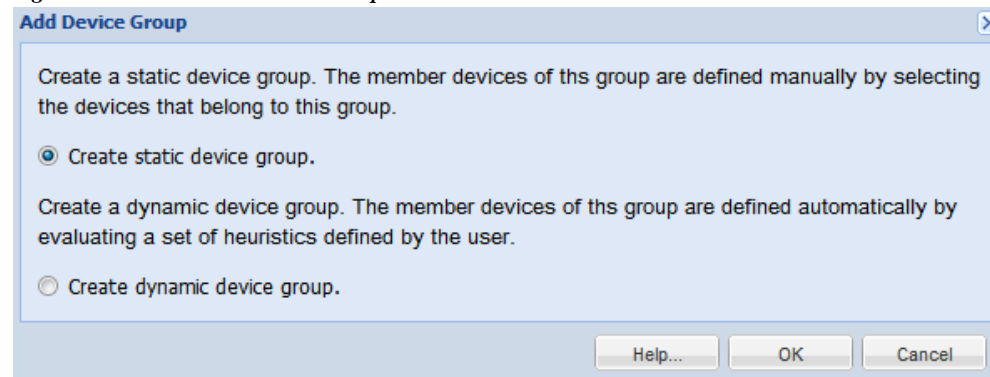 Add Device Group
Create a static device group. The member devices of ths group are defined manually by selecting
the devices that belong to this group.
Create static device group.
Create a dynamic device group. The member devices of ths group are defined automatically by
evaluating a set of heuristics defined by the user.
Create dynamic device group.
Help... OK Cancel